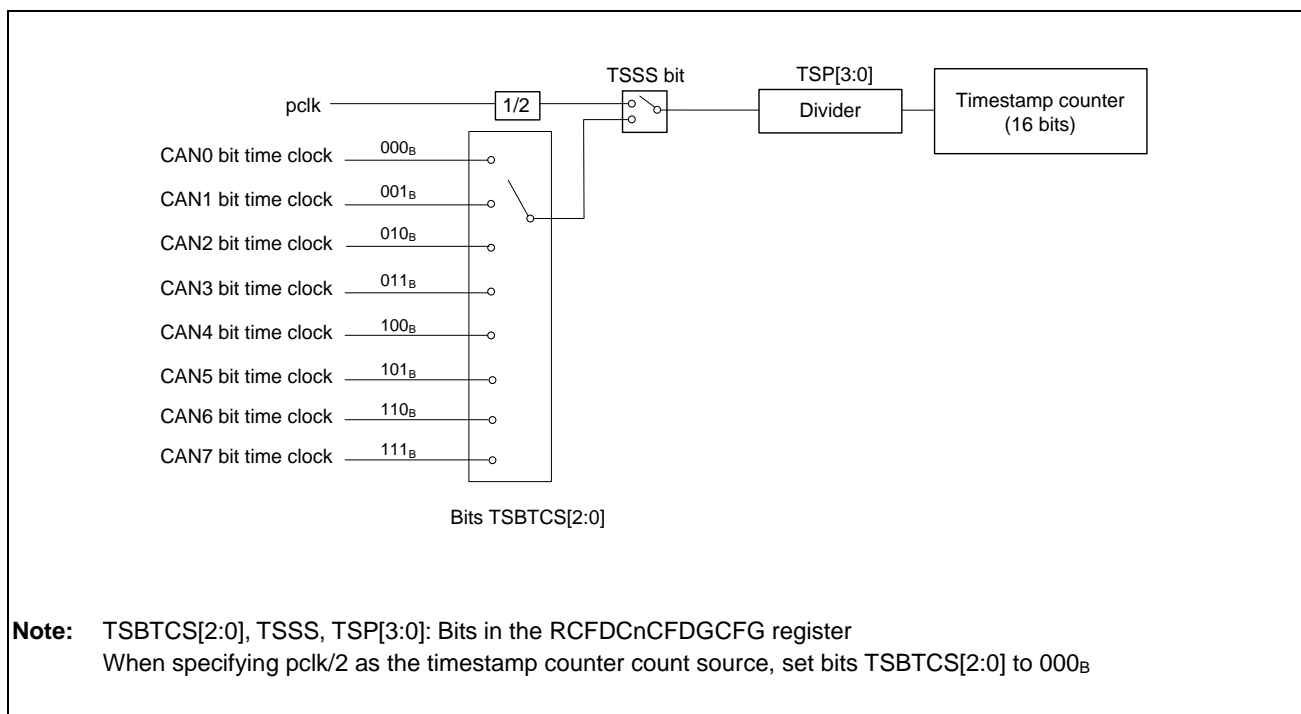 TSSS bit
TSP[3:0]
pclk
1/2
Divider
Timestamp counter
(16 bits)
CAN0 bit time clock 000B
CAN1 bit time clock 001B
CAN2 bit time clock 010B
CAN3 bit time clock 011B
CAN4 bit time clock 100B
CAN5 bit time clock 101B
CAN6 bit time clock 110B
CAN7 bit time clock 111B
Bits TSBTCS[2:0]
Note: TSBTCS[2:0], TSSS, TSP[3:0]: Bits in the RCFDCnCFDGCFG register
When specifying pclk/2 as the timestamp counter count source, set bits TSBTCS[2:0] to 000B